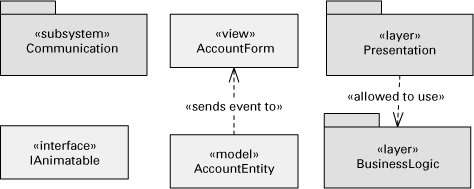 «subsystem»
Communication
«view»
AccountForm
«layer»
Presentation
«sends event to»
«allowed to use»
«interface»
IAnimatable
«model»
AccountEntity
«layer»
BusinessLogic